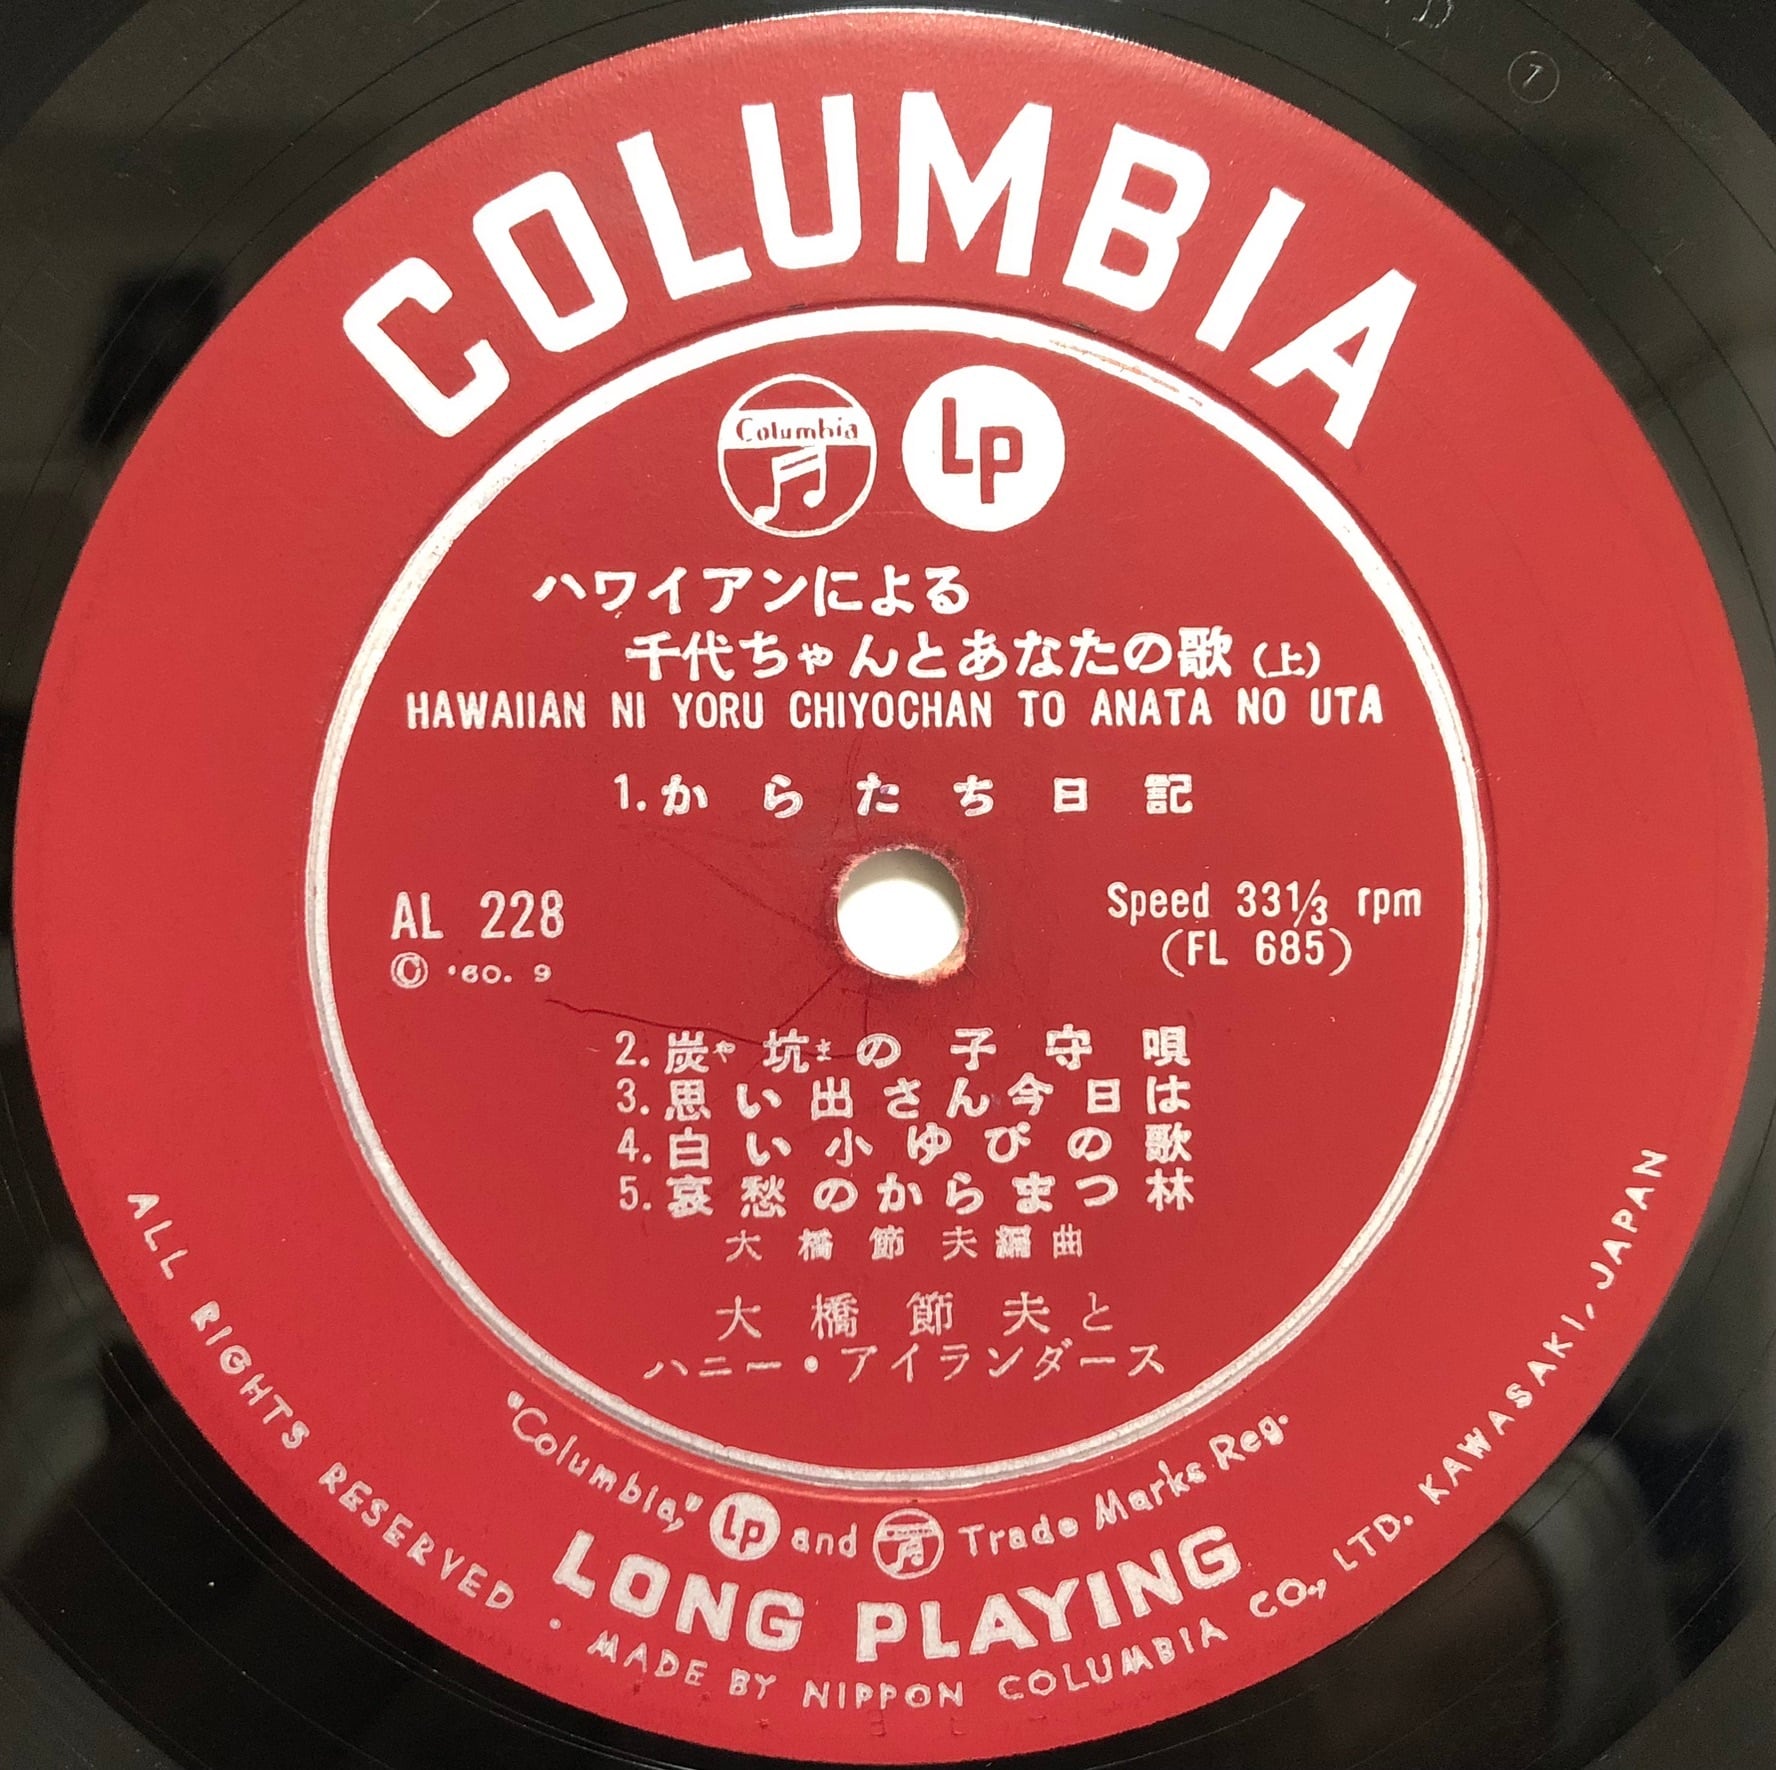 COLUMBIA
Columbia
LP
ハワイアンによる
千代ちゃんとあなたの歌(上)
HAWAIIAN NI YORU CHIYOCHAN TO ANATA NO UTA
1. からたち日記
AL 228
© '60. 9
Speed 33 1/3 rpm
(FL 685)
2. 炭や坑まの子守唄
3. 思い出さん今日は
4. 白い小ゆびの歌
5. 哀愁のからまつ林
大橋節夫編曲
大橋節夫と
ハニー・アイランダース
"Columbia," LP and Trade Marks Reg.
LONG PLAYING
ALL RIGHTS RESERVED · MADE BY NIPPON COLUMBIA CO., LTD. KAWASAKI, JAPAN